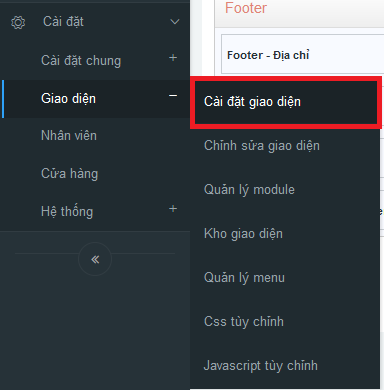 Cài đặt
Cài đặt chung +
Giao diện −
Nhân viên
Cửa hàng
Hệ thống +
«
Footer
Footer - Địa chỉ
Cài đặt giao diện
Chỉnh sửa giao diện
Quản lý module
Kho giao diện
Quản lý menu
Css tùy chỉnh
Javascript tùy chỉnh